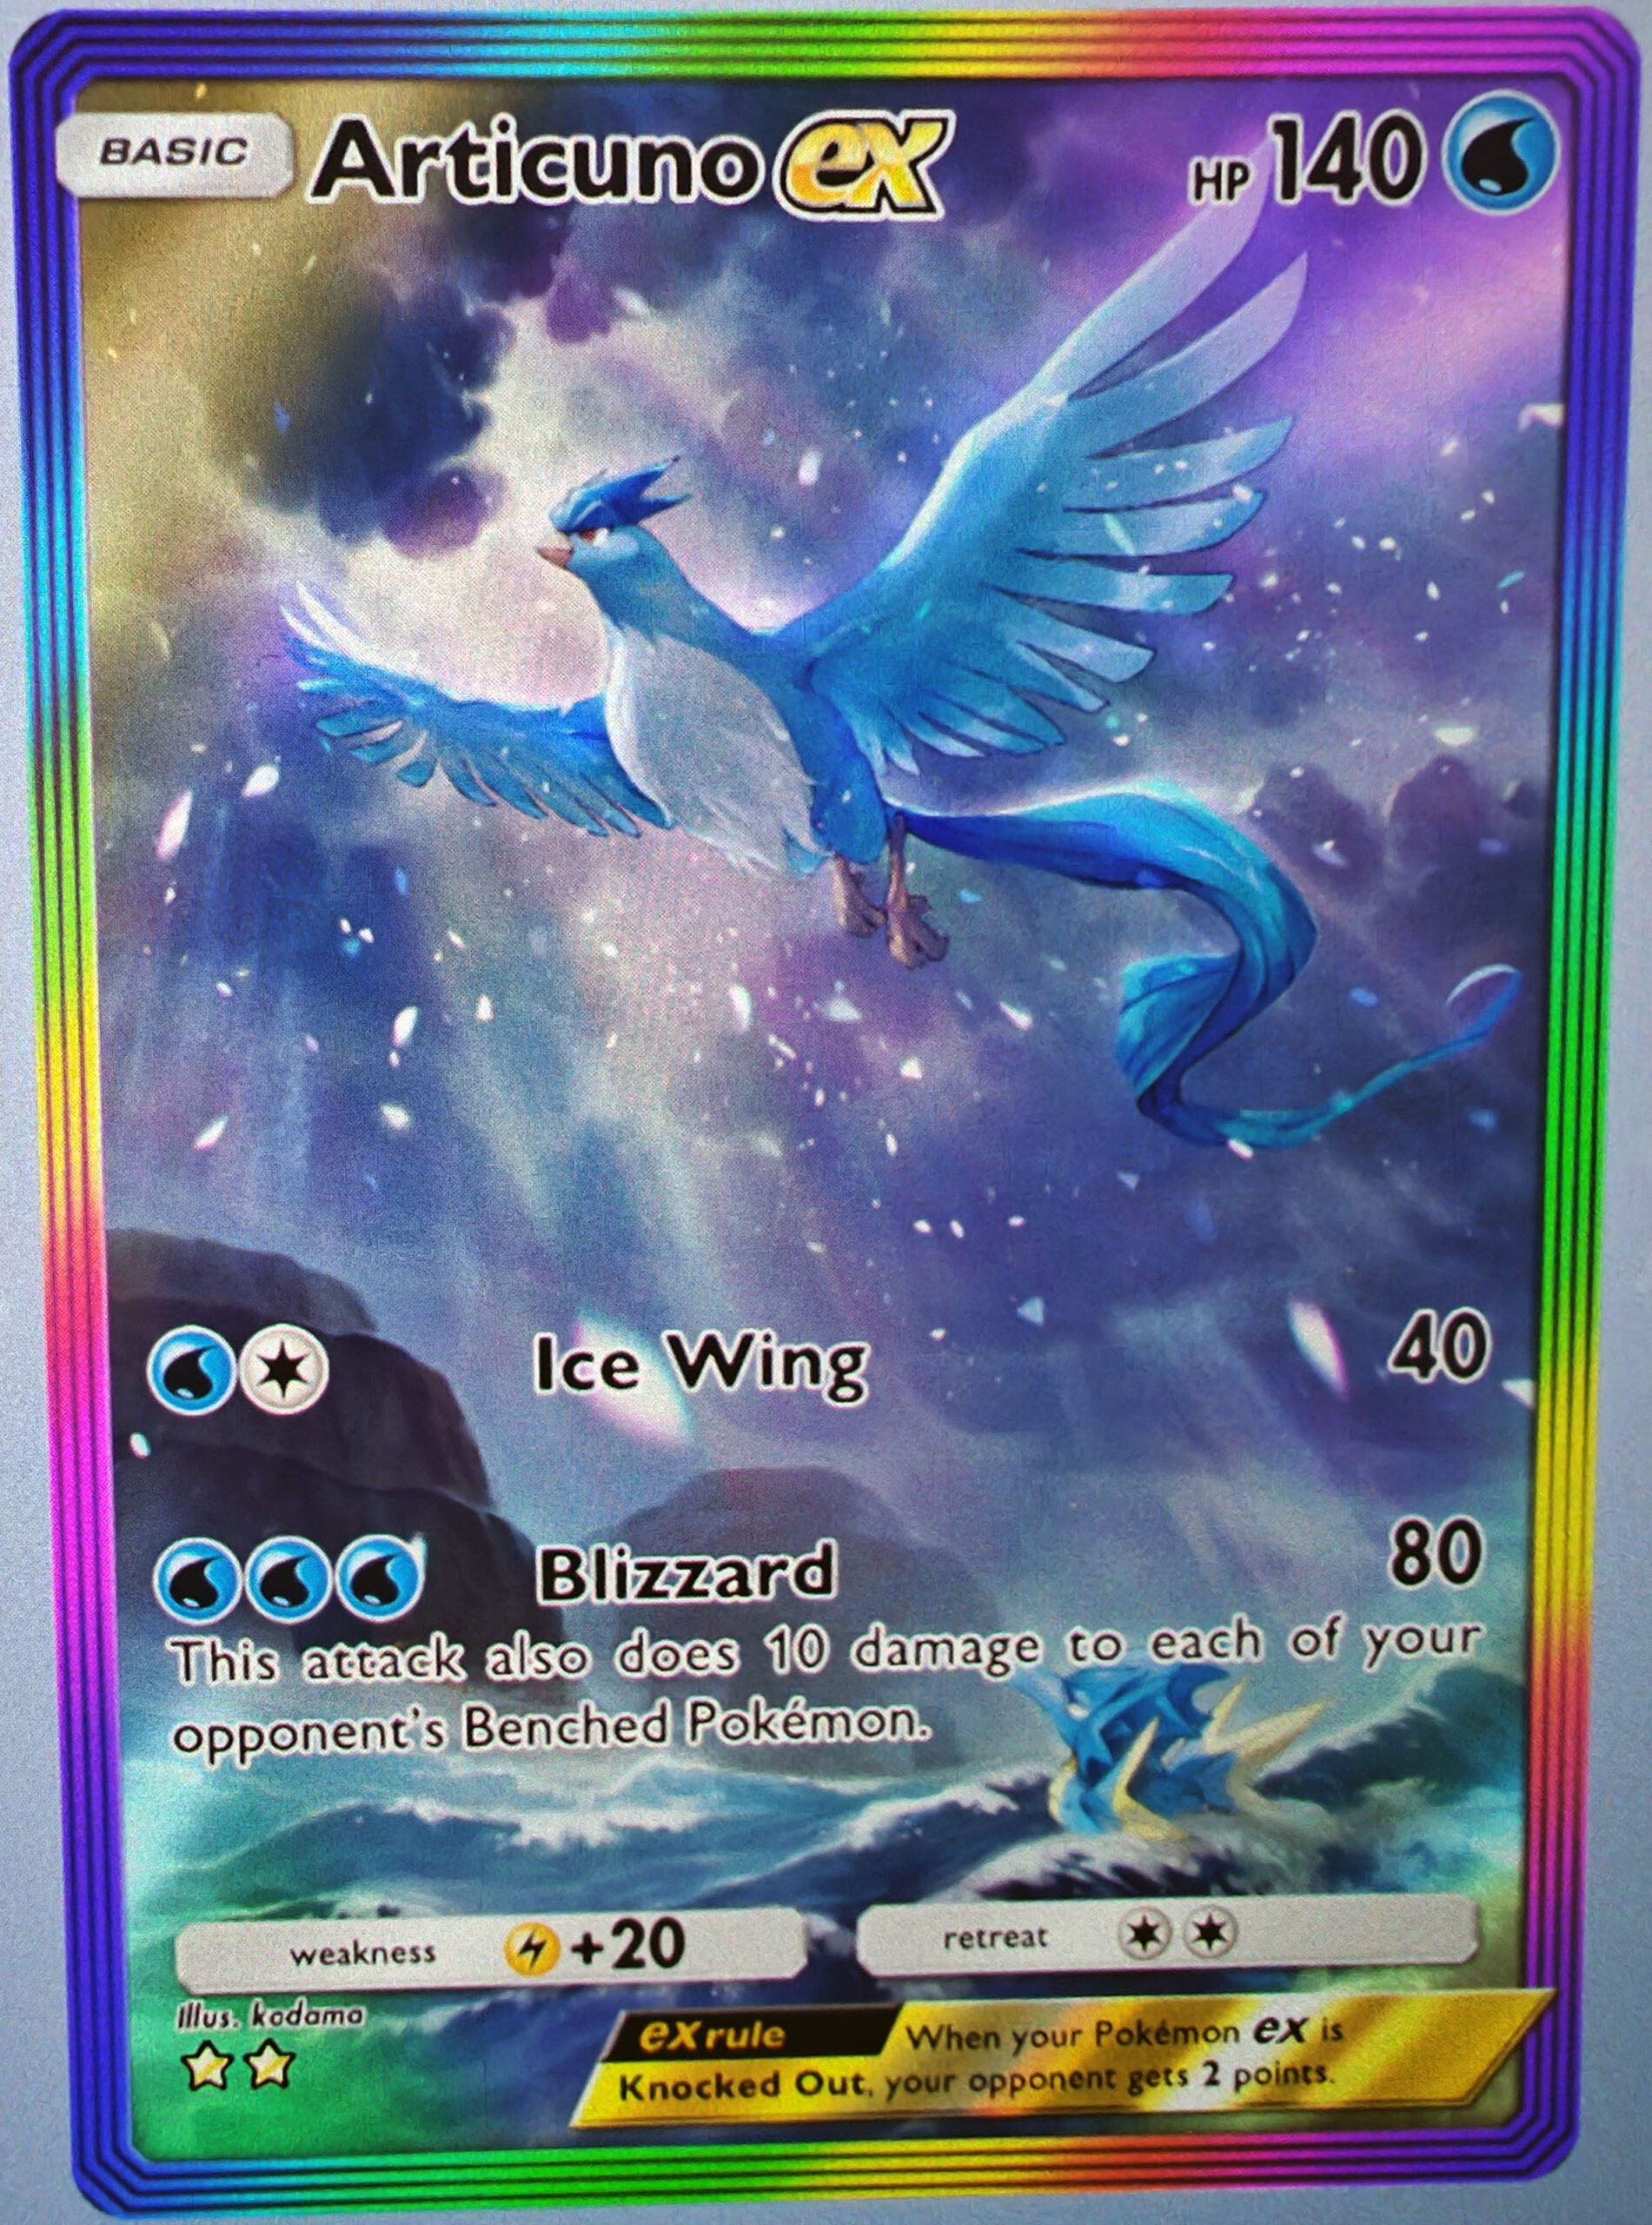 BASIC Articuno ex HP 140
Ice Wing 40
Blizzard 80
This attack also does 10 damage to each of your
opponent's Benched Pokémon.
weakness +20 retreat
Illus. kodama
ex rule When your Pokémon ex is
Knocked Out, your opponent gets 2 points.